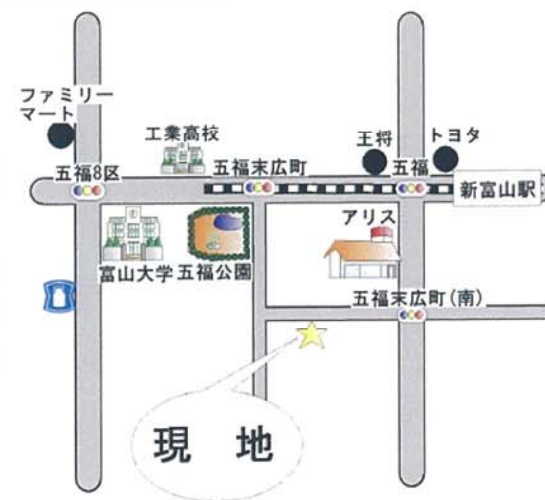 ファミリー
マート
工業高校
王将
トヨタ
五福8区
五福末広町
五福
新富山駅
アリス
富山大学
五福公園
五福末広町(南)
現 地